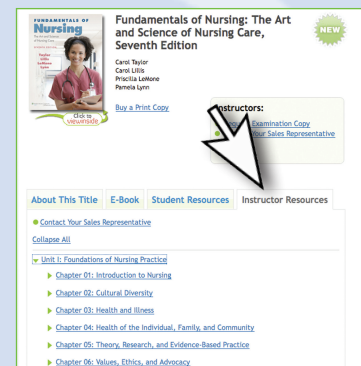 FUNDAMENTALS OF
Nursing
Taylor
Lillis
LeMone
Lynn
Click to
viewinside
Fundamentals of Nursing: The Art
and Science of Nursing Care,
Seventh Edition
NEW
Carol Taylor
Carol Lillis
Priscilla LeMone
Pamela Lynn
Buy a Print Copy
Instructors:
Examination Copy
Your Sales Representative
About This Title
E-Book
Student Resources
Instructor Resources
Contact Your Sales Representative
Collapse All
Unit I: Foundations of Nursing Practice
Chapter 01: Introduction to Nursing
Chapter 02: Cultural Diversity
Chapter 03: Health and Illness
Chapter 04: Health of the Individual, Family, and Community
Chapter 05: Theory, Research, and Evidence-Based Practice
Chapter 06: Values, Ethics, and Advocacy